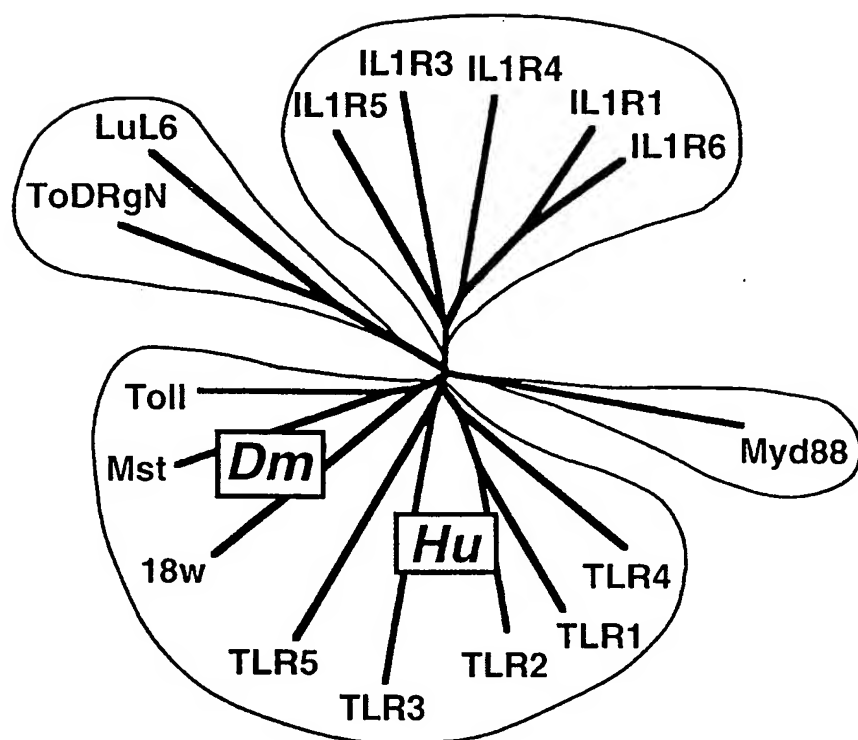 IL1R3 IL1R4
IL1R5
IL1R1
IL1R6
LuL6
ToDRgN
Toll
Mst
Dm
18w
Hu
Myd88
TLR4
TLR1
TLR2
TLR5
TLR3